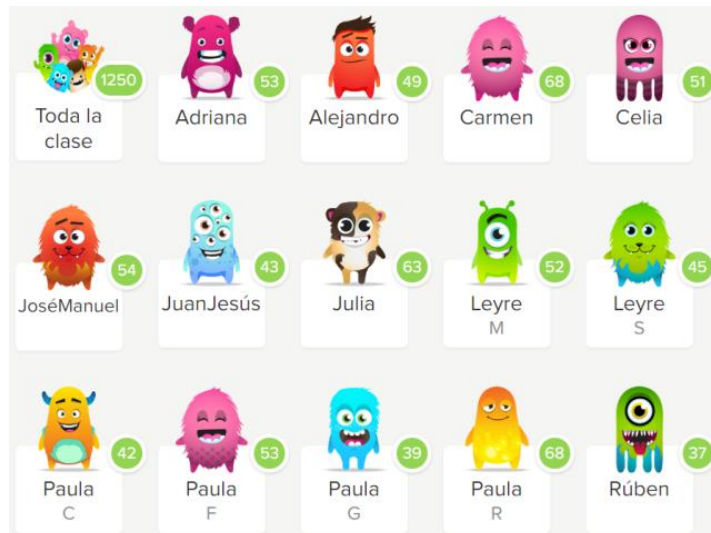 1250
Toda la
clase
53
Adriana
49
Alejandro
68
Carmen
51
Celia
54
JoséManuel
43
JuanJesús
63
Julia
52
Leyre
M
45
Leyre
S
42
Paula
C
53
Paula
F
39
Paula
G
68
Paula
R
37
Rúben